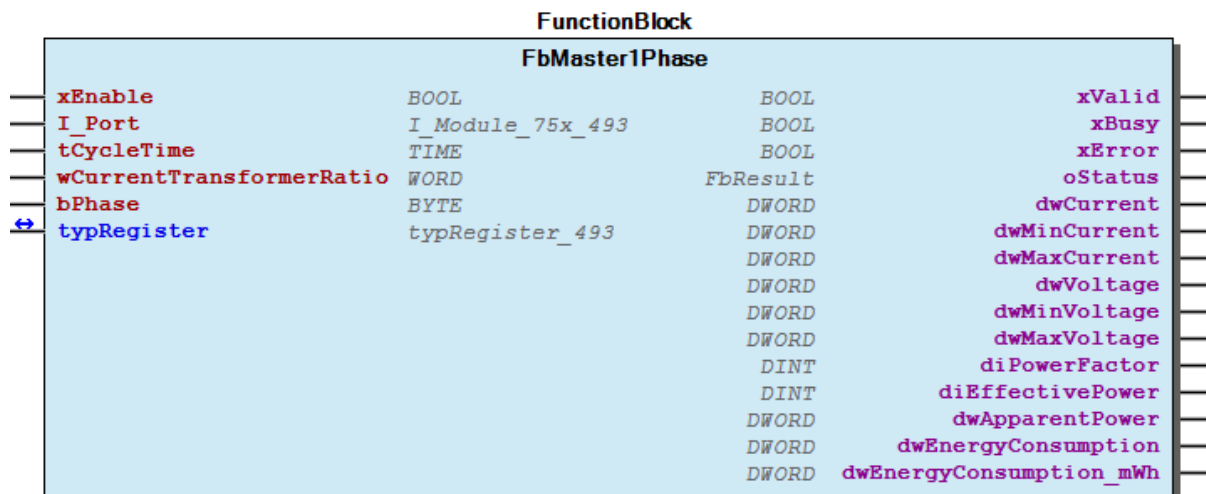 FunctionBlock
FbMaster1Phase
xEnable BOOL BOOL xValid
I_Port I_Module_75x_493 BOOL xBusy
tCycleTime TIME BOOL xError
wCurrentTransformerRatio WORD FbResult oStatus
bPhase BYTE DWORD dwCurrent
typRegister typRegister_493 DWORD dwMinCurrent
DWORD dwMaxCurrent
DWORD dwVoltage
DWORD dwMinVoltage
DWORD dwMaxVoltage
DINT diPowerFactor
DINT diEffectivePower
DWORD dwApparentPower
DWORD dwEnergyConsumption
DWORD dwEnergyConsumption_mWh